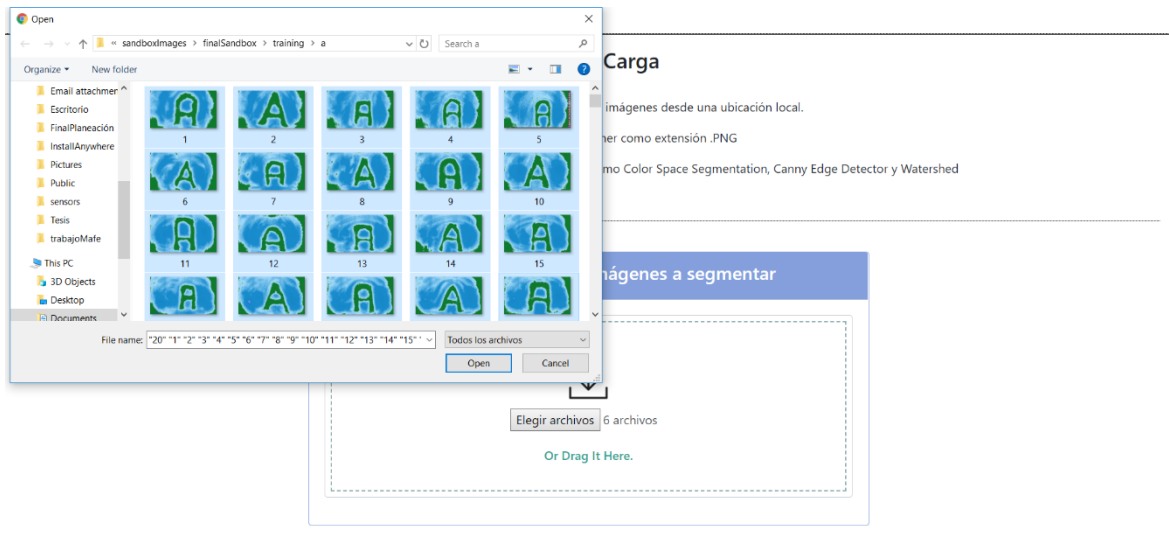 Open
« sandboxImages > finalSandbox > training > a
Search a
Organize
New folder
Email attachmer
Escritorio
FinalPlaneación
InstallAnywhere
Pictures
Public
sensors
Tesis
trabajoMafe
This PC
3D Objects
Desktop
Documents
1 2 3 4 5
6 7 8 9 10
11 12 13 14 15
File name: "20" "1" "2" "3" "4" "5" "6" "7" "8" "9" "10" "11" "12" "13" "14" "15" '
Todos los archivos
Open
Cancel
Carga
imágenes desde una ubicación local.
ner como extensión .PNG
mo Color Space Segmentation, Canny Edge Detector y Watershed
mágenes a segmentar
Elegir archivos 6 archivos
Or Drag It Here.